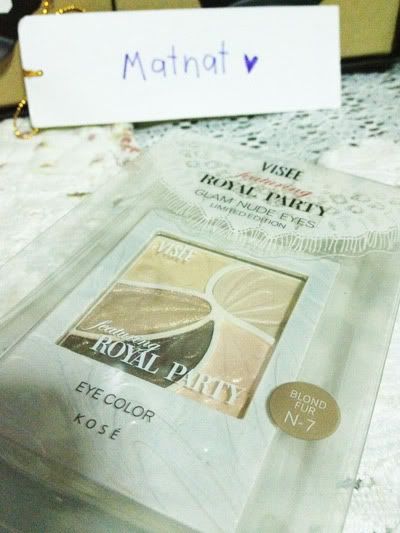 Matnat ♥
VISEE
featuring
ROYAL PARTY
GLAM NUDE EYES
LIMITED EDITION
VISEE
featuring
ROYAL PARTY
EYE COLOR
KOSÉ
BLOND
FUR
N-7